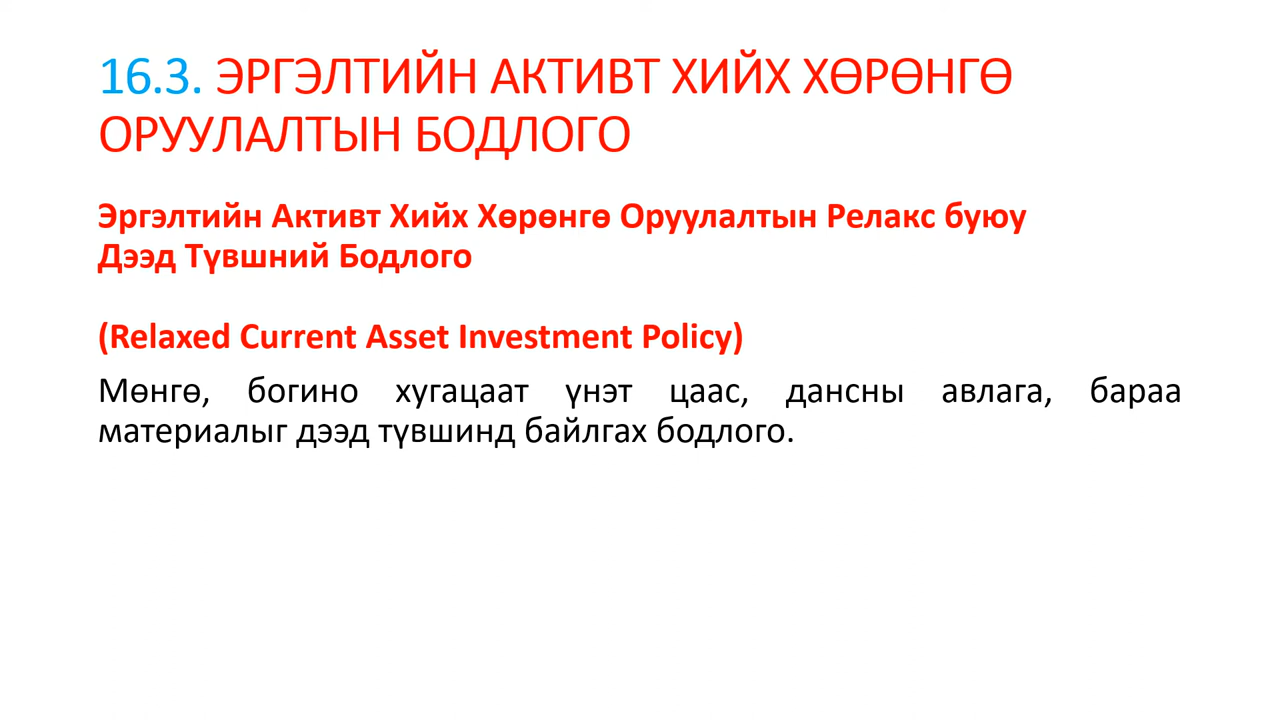 16.3. ЭРГЭЛТИЙН АКТИВТ ХИЙХ ХӨРӨНГӨ
ОРУУЛАЛТЫН БОДЛОГО
Эргэлтийн Активт Хийх Хөрөнгө Оруулалтын Релакс буюу
Дээд Түвшний Бодлого
(Relaxed Current Asset Investment Policy)
Мөнгө, богино хугацаат үнэт цаас, дансны авлага, бараа
материалыг дээд түвшинд байлгах бодлого.